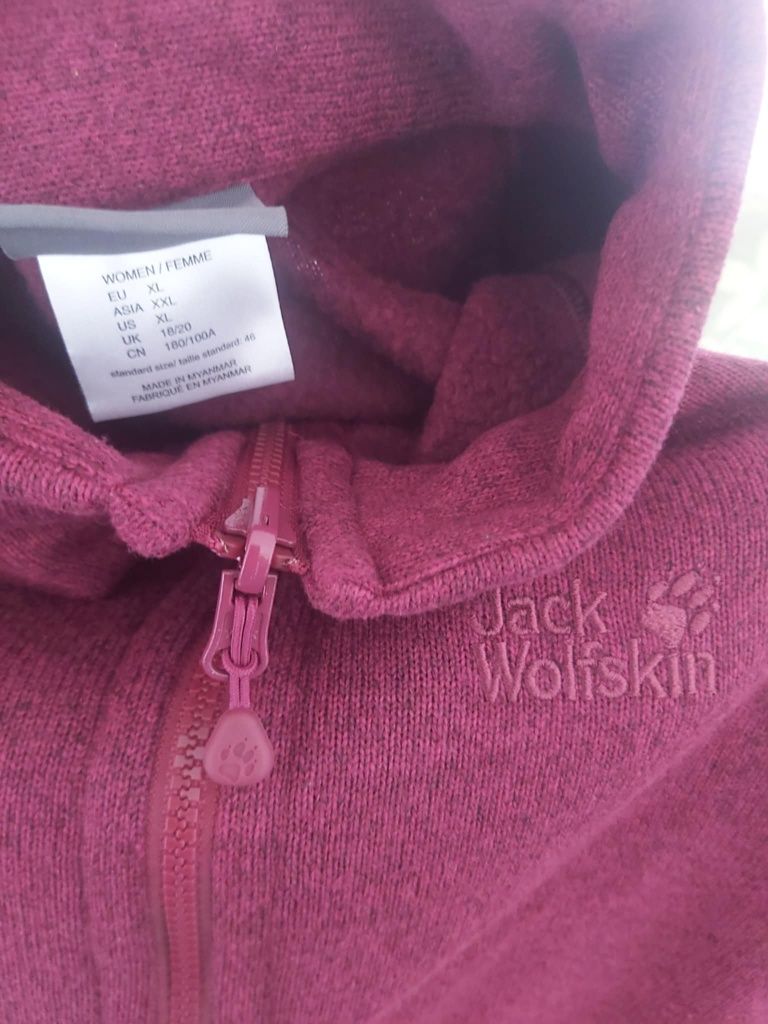 WOMEN / FEMME
EU XL
ASIA XXL
US XL
UK 18/20
CN 180/100A
standard size/ taille standard: 46
MADE IN MYANMAR
FABRIQUÉ EN MYANMAR
Jack
Wolfskin